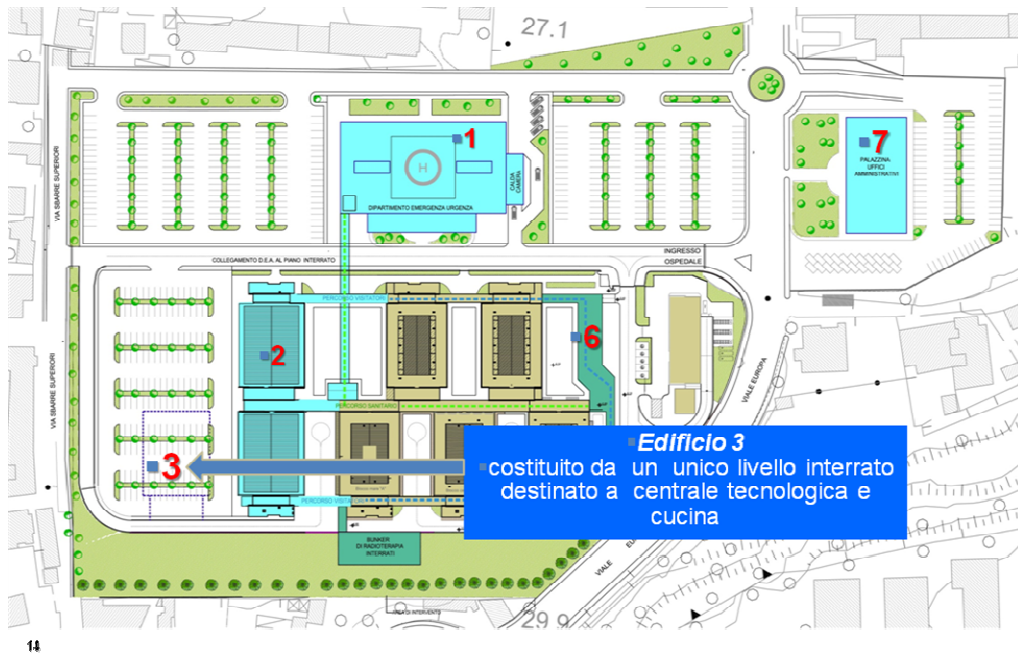 27.1
1
7
PALAZZINA
UFFICI
AMMINISTRATIVI
CALDA
CAMERA
DIPARTIMENTO EMERGENZA URGENZA
H
VIA SBARRE SUPERIORI
COLLEGAMENTO D.E.A. AL PIANO INTERRATO
INGRESSO
OSPEDALE
PERCORSO VISITATORI
2
6
VIA SBARRE SUPERIORI
VIALE EUROPA
PERCORSO SANITARIO
3
Edificio 3
costituito da un unico livello interrato
destinato a centrale tecnologica e
cucina
PERCORSO VISITATORI
BUNKER
DI RADIOTERAPIA
INTERRATI
VIALE
29.9